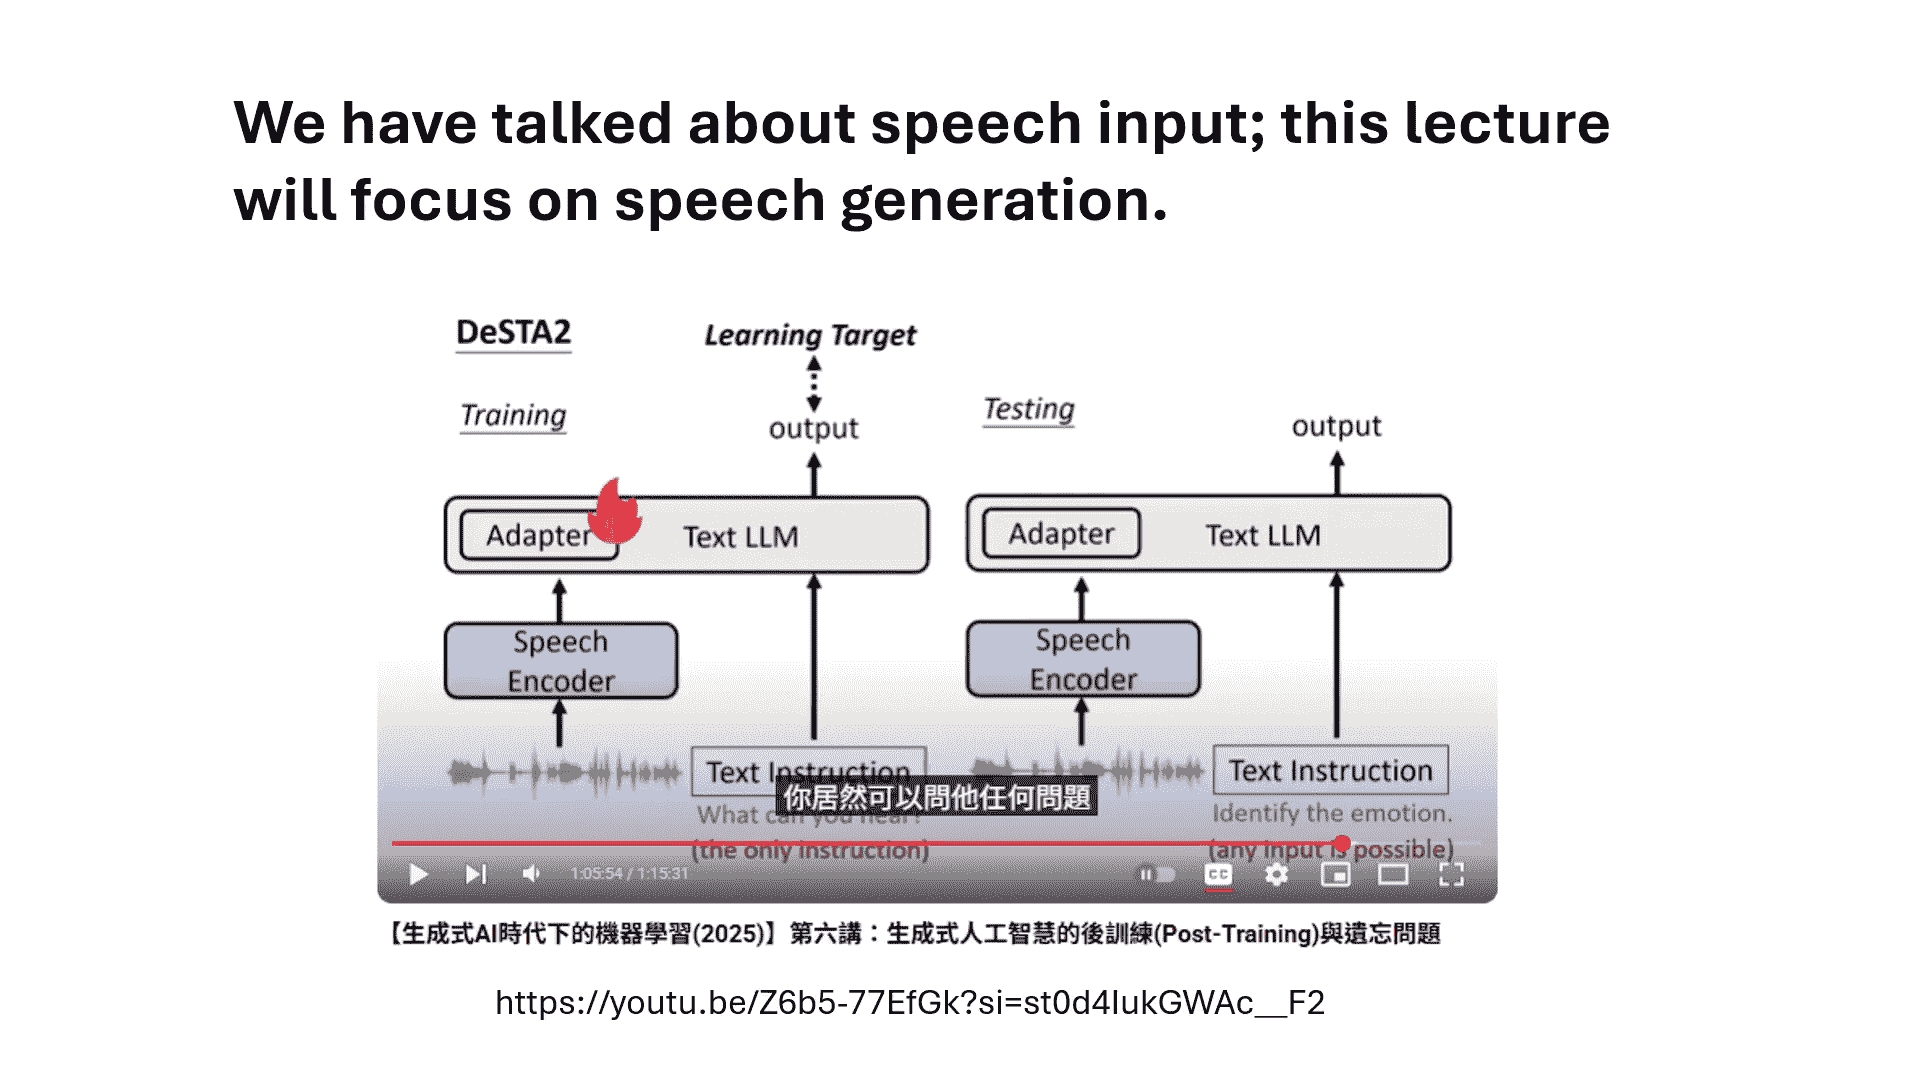 We have talked about speech input; this lecture
will focus on speech generation.
DeSTA2
Learning Target
Training
output
Testing
output
Adapter
Text LLM
Adapter
Text LLM
Speech
Encoder
Speech
Encoder
Text Instruction
Text Instruction
你居然可以問他任何問題
What can you hear?
Identify the emotion.
(the only instruction)
(any input is possible)
1:05:54 / 1:15:31
CC
【生成式AI時代下的機器學習(2025)】第六講：生成式人工智慧的後訓練(Post-Training)與遺忘問題
https://youtu.be/Z6b5-77EfGk?si=st0d4IukGWAc__F2